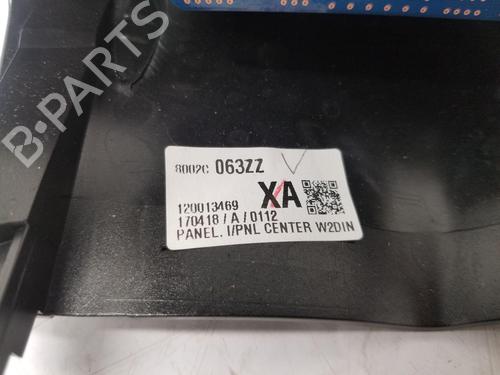 B-PARTS
8002C 063ZZ
XA
120013469
170418/A/0112
PANEL, I/PNL CENTER W2DIN